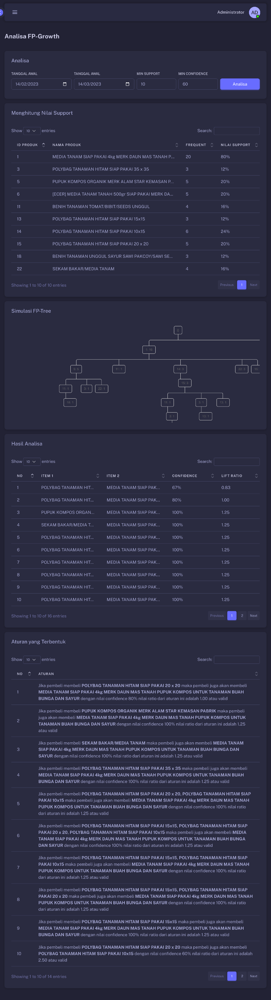 Administrator
AD
Analisa FP-Growth
Analisa
TANGGAL AWAL TANGGAL AWAL MIN SUPPORT MIN CONFIDENCE
14/02/2023 14/03/2023 10 60 Analisa
Menghitung Nilai Support
Show 10 entries Search:
ID PRODUK NAMA PRODUK FREQUENT NILAI SUPPORT
1 MEDIA TANAM SIAP PAKAI 4kg MERK DAUN MAS TANAH P... 20 80%
3 POLYBAG TANAMAN HITAM SIAP PAKAI 35 x 35 3 12%
5 PUPUK KOMPOS ORGANIK MERK ALAM STAR KEMASAN P... 5 20%
6 [ECER] MEDIA TANAM TANAH 500gr SIAP PAKAI MERK DA... 5 20%
11 BENIH TANAMAN TOMAT/BIBIT/SEEDS UNGGUL 4 16%
13 POLYBAG TANAMAN HITAM SIAP PAKAI 15x15 3 12%
14 POLYBAG TANAMAN HITAM SIAP PAKAI 10x15 6 24%
15 POLYBAG TANAMAN HITAM SIAP PAKAI 20 x 20 5 20%
18 BENIH TANAMAN UNGGUL SAYUR SAWI PAKCOY/SAWI SE... 3 12%
22 SEKAM BAKAR/MEDIA TANAM 4 16%
Showing 1 to 10 of 10 entries Previous 1 Next
Simulasi FP-Tree
()
1: 16
5: 5 11: 1 14: 3 22: 3 15:
15: 3
11: 1 3: 1 22: 1
18: 1 11: 1 3: 1 13: 1
3: 1 13: 1
Hasil Analisa
Show 10 entries Search:
NO ITEM 1 ITEM 2 CONFIDENCE LIFT RATIO
1 POLYBAG TANAMAN HIT... MEDIA TANAM SIAP PAK... 67% 0.83
2 POLYBAG TANAMAN HIT... MEDIA TANAM SIAP PAK... 80% 1.00
3 PUPUK KOMPOS ORGAN... MEDIA TANAM SIAP PAK... 100% 1.25
4 SEKAM BAKAR/MEDIA T... MEDIA TANAM SIAP PAK... 100% 1.25
5 POLYBAG TANAMAN HIT... MEDIA TANAM SIAP PAK... 100% 1.25
6 POLYBAG TANAMAN HIT... MEDIA TANAM SIAP PAK... 100% 1.25
7 POLYBAG TANAMAN HIT... MEDIA TANAM SIAP PAK... 100% 1.25
8 POLYBAG TANAMAN HIT... MEDIA TANAM SIAP PAK... 100% 1.25
9 POLYBAG TANAMAN HIT... MEDIA TANAM SIAP PAK... 100% 1.25
10 POLYBAG TANAMAN HIT... MEDIA TANAM SIAP PAK... 100% 1.25
Showing 1 to 10 of 16 entries Previous 1 2 Next
Aturan yang Terbentuk
Show 10 entries Search:
NO ATURAN
Jika pembeli membeli POLYBAG TANAMAN HITAM SIAP PAKAI 20 x 20 maka pembeli juga akan membeli
1 MEDIA TANAM SIAP PAKAI 4kg MERK DAUN MAS TANAH PUPUK KOMPOS UNTUK TANAMAN BUAH
BUNGA DAN SAYUR dengan nilai confidence 80% nilai ratio dari aturan ini adalah 1.00 atau valid
Jika pembeli membeli PUPUK KOMPOS ORGANIK MERK ALAM STAR KEMASAN PABRIK maka pembeli
2 juga akan membeli MEDIA TANAM SIAP PAKAI 4kg MERK DAUN MAS TANAH PUPUK KOMPOS UNTUK
TANAMAN BUAH BUNGA DAN SAYUR dengan nilai confidence 100% nilai ratio dari aturan ini adalah 1.25
atau valid
Jika pembeli membeli SEKAM BAKAR/MEDIA TANAM maka pembeli juga akan membeli MEDIA TANAM
3 SIAP PAKAI 4kg MERK DAUN MAS TANAH PUPUK KOMPOS UNTUK TANAMAN BUAH BUNGA DAN
SAYUR dengan nilai confidence 100% nilai ratio dari aturan ini adalah 1.25 atau valid
Jika pembeli membeli POLYBAG TANAMAN HITAM SIAP PAKAI 35 x 35 maka pembeli juga akan membeli
4 MEDIA TANAM SIAP PAKAI 4kg MERK DAUN MAS TANAH PUPUK KOMPOS UNTUK TANAMAN BUAH
BUNGA DAN SAYUR dengan nilai confidence 100% nilai ratio dari aturan ini adalah 1.25 atau valid
Jika pembeli membeli POLYBAG TANAMAN HITAM SIAP PAKAI 20 x 20, POLYBAG TANAMAN HITAM SIAP
5 PAKAI 10x15 maka pembeli juga akan membeli MEDIA TANAM SIAP PAKAI 4kg MERK DAUN MAS TANAH
PUPUK KOMPOS UNTUK TANAMAN BUAH BUNGA DAN SAYUR dengan nilai confidence 100% nilai ratio
dari aturan ini adalah 1.25 atau valid
Jika pembeli membeli POLYBAG TANAMAN HITAM SIAP PAKAI 15x15, POLYBAG TANAMAN HITAM SIAP
6 PAKAI 20 x 20, POLYBAG TANAMAN HITAM SIAP PAKAI 10x15 maka pembeli juga akan membeli MEDIA
TANAM SIAP PAKAI 4kg MERK DAUN MAS TANAH PUPUK KOMPOS UNTUK TANAMAN BUAH BUNGA
DAN SAYUR dengan nilai confidence 100% nilai ratio dari aturan ini adalah 1.25 atau valid
Jika pembeli membeli POLYBAG TANAMAN HITAM SIAP PAKAI 15x15, POLYBAG TANAMAN HITAM SIAP
7 PAKAI 10x15 maka pembeli juga akan membeli MEDIA TANAM SIAP PAKAI 4kg MERK DAUN MAS TANAH
PUPUK KOMPOS UNTUK TANAMAN BUAH BUNGA DAN SAYUR dengan nilai confidence 100% nilai ratio
dari aturan ini adalah 1.25 atau valid
Jika pembeli membeli POLYBAG TANAMAN HITAM SIAP PAKAI 15x15, POLYBAG TANAMAN HITAM SIAP
8 PAKAI 20 x 20 maka pembeli juga akan membeli MEDIA TANAM SIAP PAKAI 4kg MERK DAUN MAS TANAH
PUPUK KOMPOS UNTUK TANAMAN BUAH BUNGA DAN SAYUR dengan nilai confidence 100% nilai ratio
dari aturan ini adalah 1.25 atau valid
Jika pembeli membeli POLYBAG TANAMAN HITAM SIAP PAKAI 15x15 maka pembeli juga akan membeli
9 MEDIA TANAM SIAP PAKAI 4kg MERK DAUN MAS TANAH PUPUK KOMPOS UNTUK TANAMAN BUAH
BUNGA DAN SAYUR dengan nilai confidence 100% nilai ratio dari aturan ini adalah 1.25 atau valid
Jika pembeli membeli POLYBAG TANAMAN HITAM SIAP PAKAI 20 x 20 maka pembeli juga akan membeli
10 POLYBAG TANAMAN HITAM SIAP PAKAI 10x15 dengan nilai confidence 60% nilai ratio dari aturan ini adalah
2.50 atau valid
Showing 1 to 10 of 14 entries Previous 1 2 Next